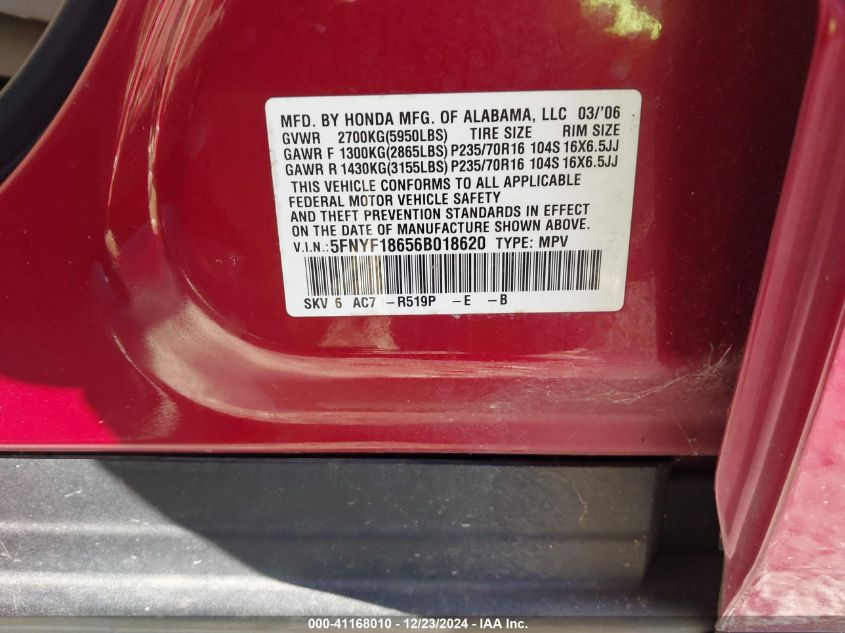 MFD. BY HONDA MFG. OF ALABAMA, LLC 03/'06
GVWR 2700KG(5950LBS) TIRE SIZE RIM SIZE
GAWR F 1300KG(2865LBS) P235/70R16 104S 16X6.5JJ
GAWR R 1430KG(3155LBS) P235/70R16 104S 16X6.5JJ
THIS VEHICLE CONFORMS TO ALL APPLICABLE
FEDERAL MOTOR VEHICLE SAFETY
AND THEFT PREVENTION STANDARDS IN EFFECT
ON THE DATE OF MANUFACTURE SHOWN ABOVE.
V.I.N.: 5FNYF18656B018620 TYPE: MPV
SKV 6 AC7 -R519P -E -B
000-41168010 - 12/23/2024 - IAA, Inc.